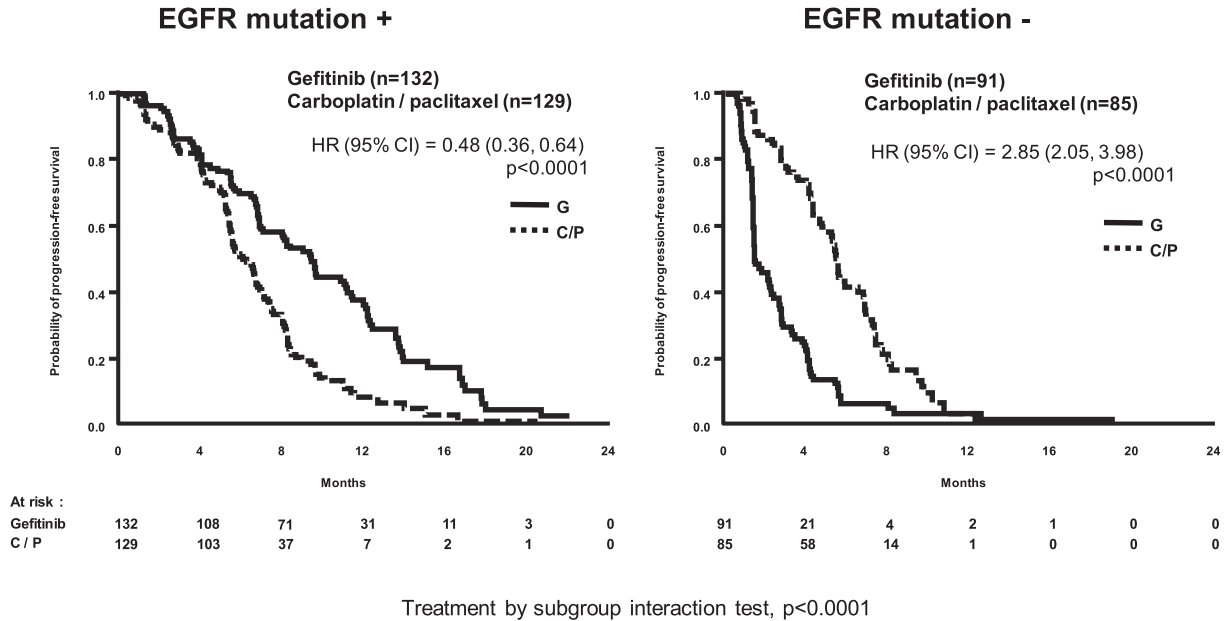 EGFR mutation +
Gefitinib (n=132)
Carboplatin / paclitaxel (n=129)
HR (95% CI) = 0.48 (0.36, 0.64)
p<0.0001
G
C/P
Probability of progression-free survival
1.0
0.8
0.6
0.4
0.2
0.0
0 4 8 12 16 20 24
Months
EGFR mutation -
Gefitinib (n=91)
Carboplatin / paclitaxel (n=85)
HR (95% CI) = 2.85 (2.05, 3.98)
p<0.0001
G
C/P
Probability of progression-free survival
1.0
0.8
0.6
0.4
0.2
0.0
0 4 8 12 16 20 24
Months
At risk :
Gefitinib 132 108 71 31 11 3 0 91 21 4 2 1 0 0
C / P 129 103 37 7 2 1 0 85 58 14 1 0 0 0
Treatment by subgroup interaction test, p<0.0001